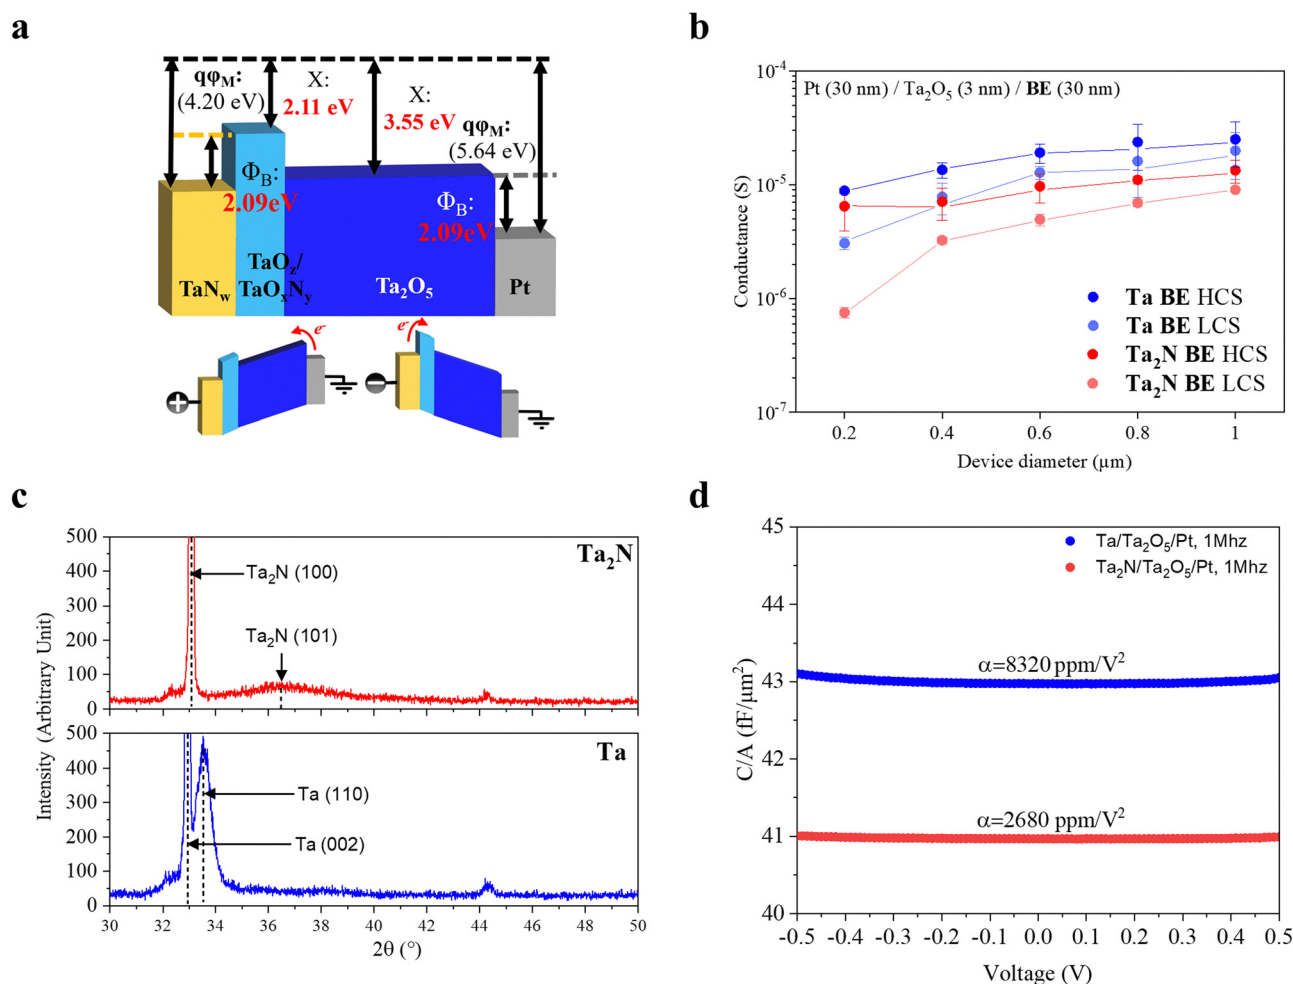 a
qφ_M:
(4.20 eV)
X:
2.11 eV
X:
3.55 eV
qφ_M:
(5.64 eV)
Φ_B:
2.09eV
Φ_B:
2.09eV
TaN_w
TaO_z/
TaO_xN_y
Ta₂O₅
Pt
e⁻
e⁻
+
−
b
Pt (30 nm) / Ta₂O₅ (3 nm) / BE (30 nm)
Conductance (S)
10⁻⁴
10⁻⁵
10⁻⁶
10⁻⁷
Ta BE HCS
Ta BE LCS
Ta₂N BE HCS
Ta₂N BE LCS
0.2 0.4 0.6 0.8 1
Device diameter (µm)
c
Intensity (Arbitrary Unit)
500
400
300
200
100
0
Ta₂N
Ta₂N (100)
Ta₂N (101)
500
400
300
200
100
0
Ta
Ta (110)
Ta (002)
30 32 34 36 38 40 42 44 46 48 50
2θ (°)
d
C/A (fF/µm²)
45
44
43
42
41
40
Ta/Ta₂O₅/Pt, 1Mhz
Ta₂N/Ta₂O₅/Pt, 1Mhz
α=8320 ppm/V²
α=2680 ppm/V²
-0.5 -0.4 -0.3 -0.2 -0.1 0.0 0.1 0.2 0.3 0.4 0.5
Voltage (V)